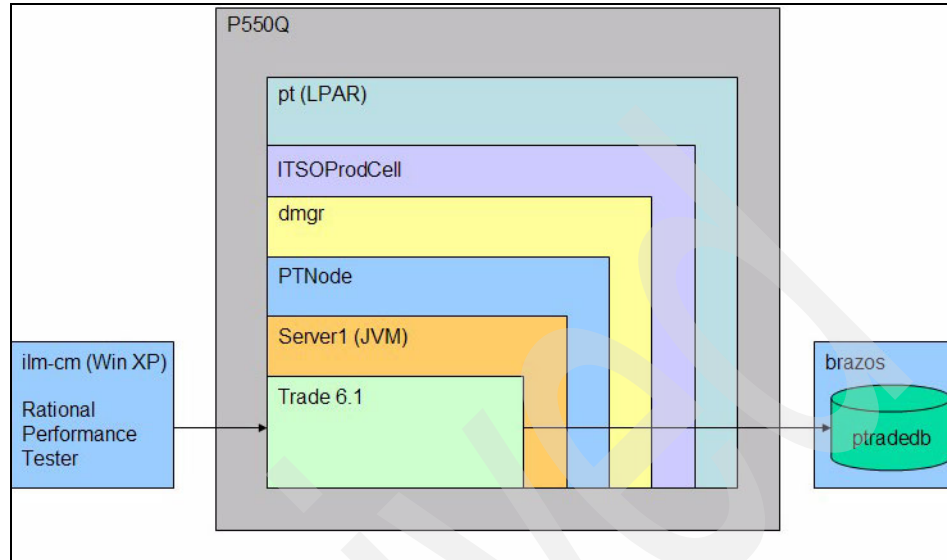 P550Q
pt (LPAR)
ITSOProdCell
dmgr
PTNode
Server1 (JVM)
Trade 6.1
ilm-cm (Win XP)
Rational
Performance
Tester
brazos
ptradedb